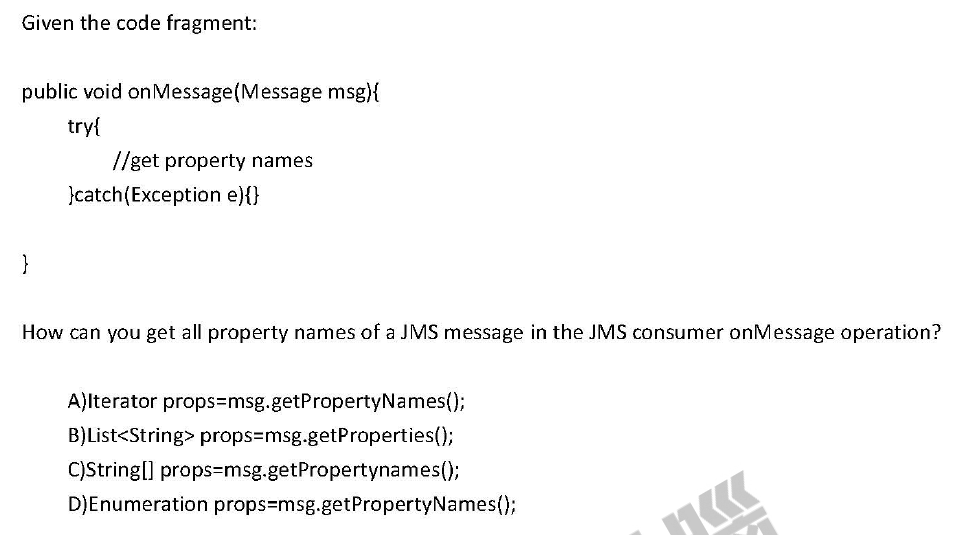 Given the code fragment:
public void onMessage(Message msg){
try{
//get property names
}catch(Exception e){}
}
How can you get all property names of a JMS message in the JMS consumer onMessage operation?
A)Iterator props=msg.getPropertyNames();
B)List<String> props=msg.getProperties();
C)String[] props=msg.getPropertynames();
D)Enumeration props=msg.getPropertyNames();